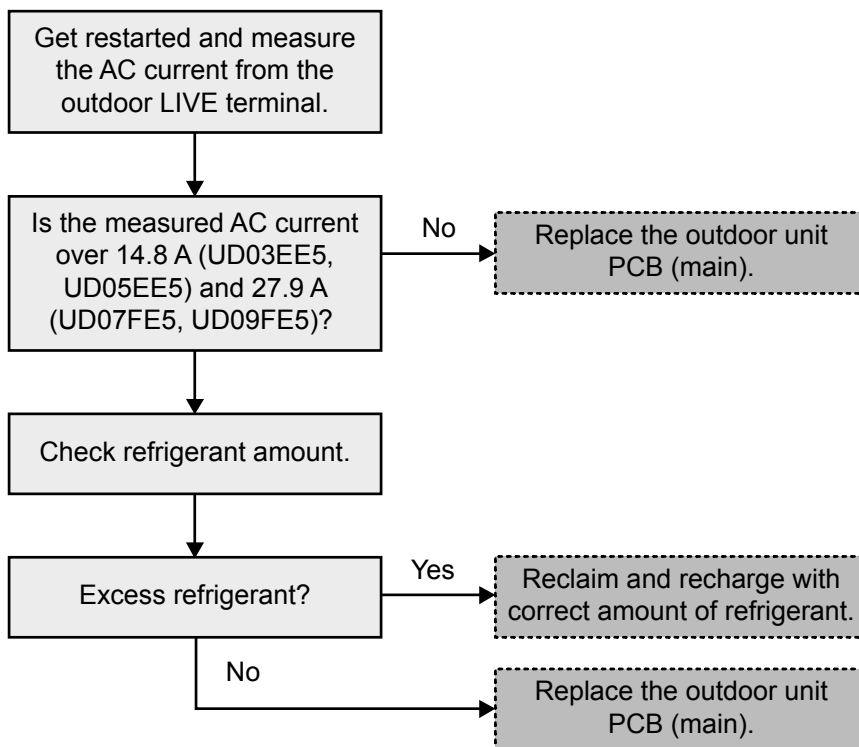 Get restarted and measure
the AC current from the
outdoor LIVE terminal.
Is the measured AC current
over 14.8 A (UD03EE5,
UD05EE5) and 27.9 A
(UD07FE5, UD09FE5)?
No
Replace the outdoor unit
PCB (main).
Check refrigerant amount.
Excess refrigerant?
Yes
Reclaim and recharge with
correct amount of refrigerant.
No
Replace the outdoor unit
PCB (main).